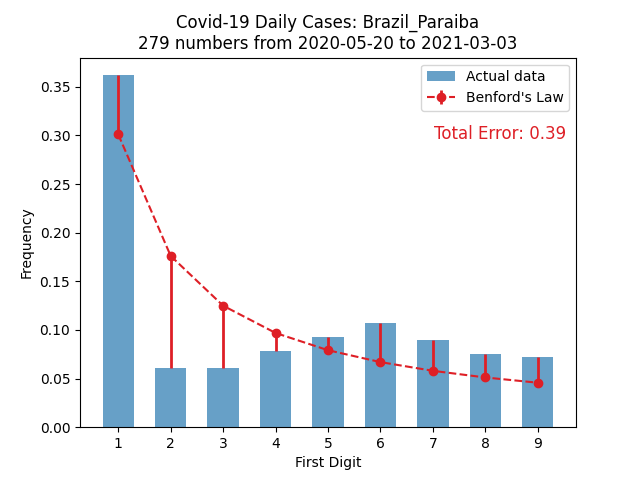 Covid-19 Daily Cases: Brazil_Paraiba
279 numbers from 2020-05-20 to 2021-03-03
Actual data
Benford's Law
Total Error: 0.39
Frequency
0.35
0.30
0.25
0.20
0.15
0.10
0.05
0.00
1 2 3 4 5 6 7 8 9
First Digit